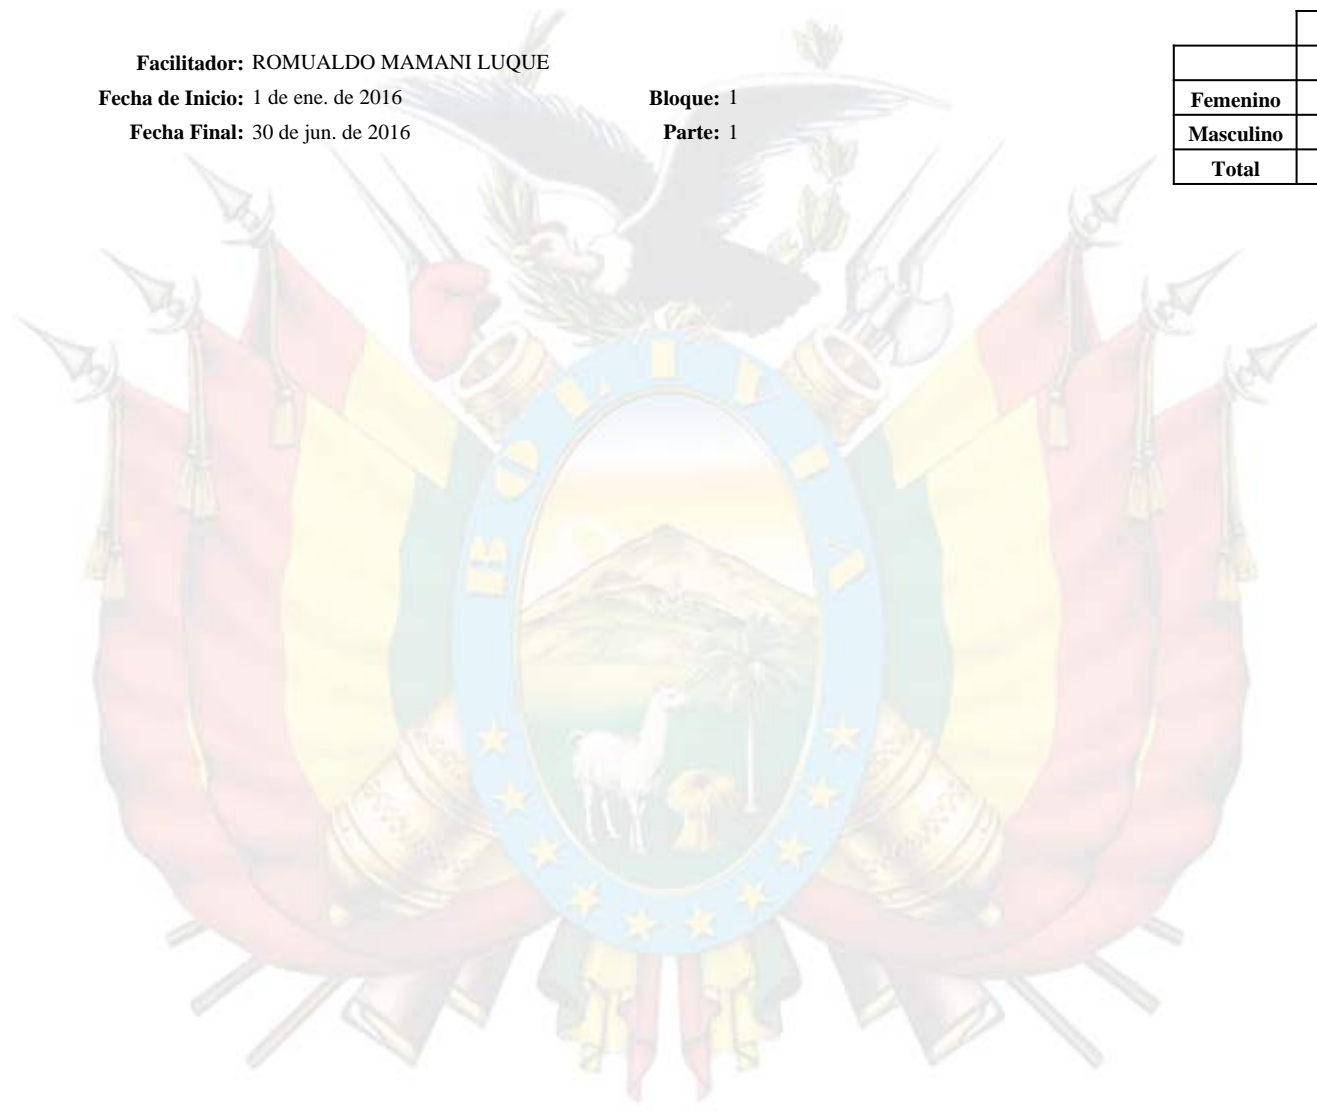 Facilitador: ROMUALDO MAMANI LUQUE
Fecha de Inicio: 1 de ene. de 2016 Bloque: 1
Fecha Final: 30 de jun. de 2016 Parte: 1
Femenino
Masculino
Total
BOLIVIA